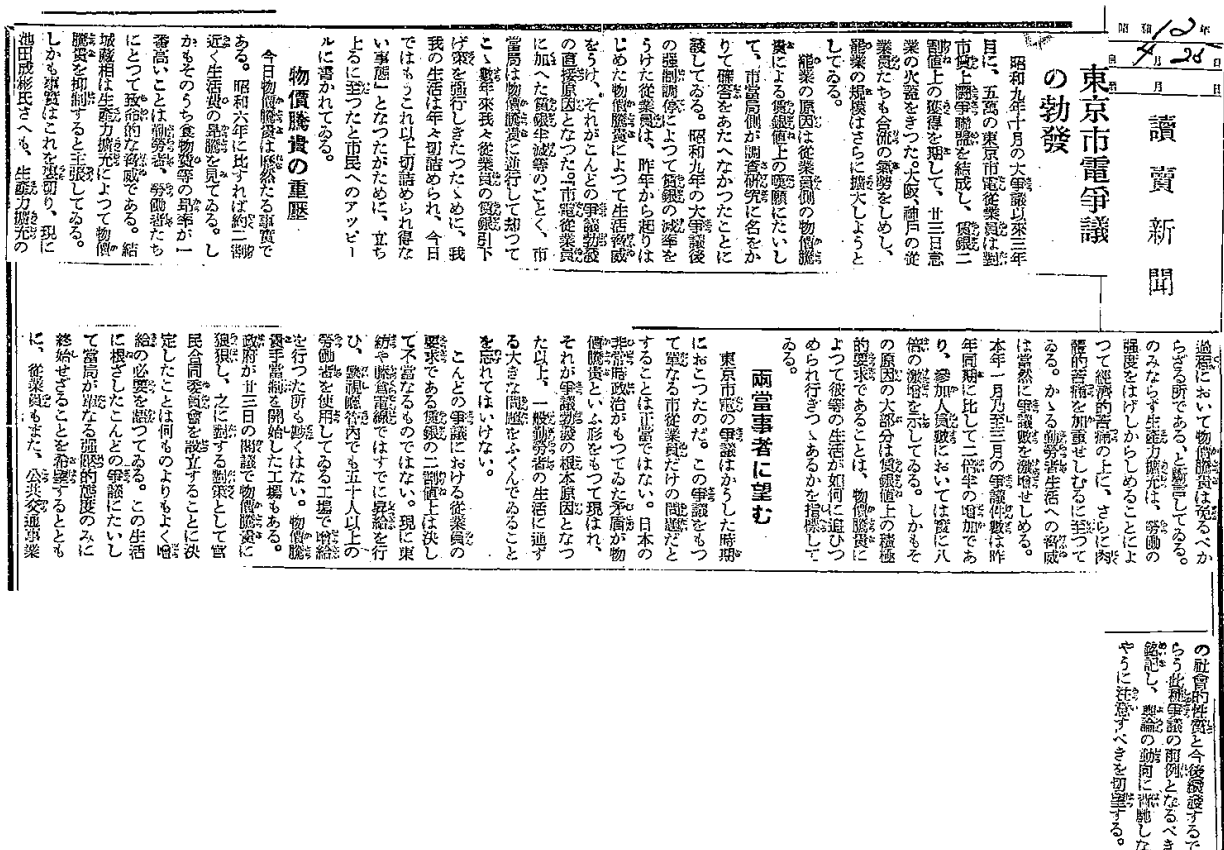 昭和12年
4月25日
讀賣新聞
東京市電爭議
の勃發
昭和九年十月の大爭議以來三年
目に、五萬の東京市電從業員は對
市賃上鬪爭聯盟を結成し、賃銀二
割値上の獲得を期して、廿三日怠
業の火蓋をきつた。大阪、神戸の從
業員たちも合流の氣勢をしめし、
罷業の規模はさらに擴大しようと
してゐる。
罷業の原因は從業員側の物價騰
貴による賃銀値上の嘆願にたいし
て、市當局側が調査研究に名をか
りて確答をあたへなかつたことに
發してゐる。昭和九年の大爭議後
の强制調停によつて賃銀の減率を
うけた從業員は、昨年から起りは
じめた物價騰貴によつて生活脅威
をうけ、それがこんどの爭議勃發
の直接原因となつた。『市電從業員
に加へた賃銀半減等のごとく、市
當局は物價騰貴に逆行して却つて
こゝ數年來我々從業員の賃銀引下
げ策を强行しきたつたゝめに、我
我の生活は年々切詰められ、今日
ではもうこれ以上切詰められ得な
い事態』となつたがために、立ち
上るに至つたと市民へのアッピー
ルに書かれてゐる。
物價騰貴の重壓
今日物價騰貴は厳然たる事實で
ある。昭和六年に比すれば約二割
近く生活費の昂騰を見てゐる。し
かもそのうち食物費等の昂率が一
番高いことは勤勞者、勞働者たち
にとつて致命的な脅威である。結
城藏相は生產力擴充によつて物價
騰貴を抑制すると主張してゐる。
しかも事實はこれを裏切り、現に
池田成彬氏さへも、生產力擴充の
過程において物價騰貴は免るべか
らざる所である、と斷言してゐる。
のみならず生產力擴充は、勞働の
强度をはげしからしめることによ
つて經濟的苦痛の上に、さらに肉
體的苦痛を加重せしむるに至つて
ゐる。かゝる勤勞者生活への脅威
は當然に爭議數を激增せしめる。
本年一月乃至三月の爭議件數は昨
年同期に比して二倍半の增加であ
り、參加人員數においては實に八
倍の激增を示してゐる。しかもそ
の原因の大部分は賃銀値上の積極
的要求であることは、物價騰貴に
よつて彼等の生活が如何に追ひつ
められ行きつゝあるかを指標して
ゐる。
兩當事者に望む
東京市電の爭議はかうした時期
におこつたのだ。この爭議をもつ
て單なる市從業員だけの問題だと
することは正當ではない。日本の
非常時政治がもつてゐた矛盾が物
價騰貴といふ形をもつて現はれ、
それが爭議勃發の根本原因となつ
た以上、一般勤勞者の生活に通ず
る大きな問題をふくんでゐること
を忘れてはいけない。
こんどの爭議における從業員の
要求である賃銀の二割値上は決し
て不當なるものではない。現に東
紡や藤倉電線ではすでに昇給を行
ひ、警視廳管內でも五十人以上の
勞働者を使用してゐる工場で增給
を行つた所も尠くはない。物價騰
貴手當制を開始した工場もある。
政府が廿三日の閣議で物價騰貴に
狼狽し、之に對する對策として官
民合同委員會を設立することに決
定したことは何ものよりもよく增
給の必要を語つてゐる。この生活
に根ざしたこんどの爭議にたいし
て當局が單なる强壓的態度のみに
終始せざることを希望するととも
に、從業員もまた、公共交通事業
の社會的性質と今後續發するで
らう此種爭議の前例となるべき
銘記し、輿論の動向に背馳しな
やうに注意すべきを切望する。